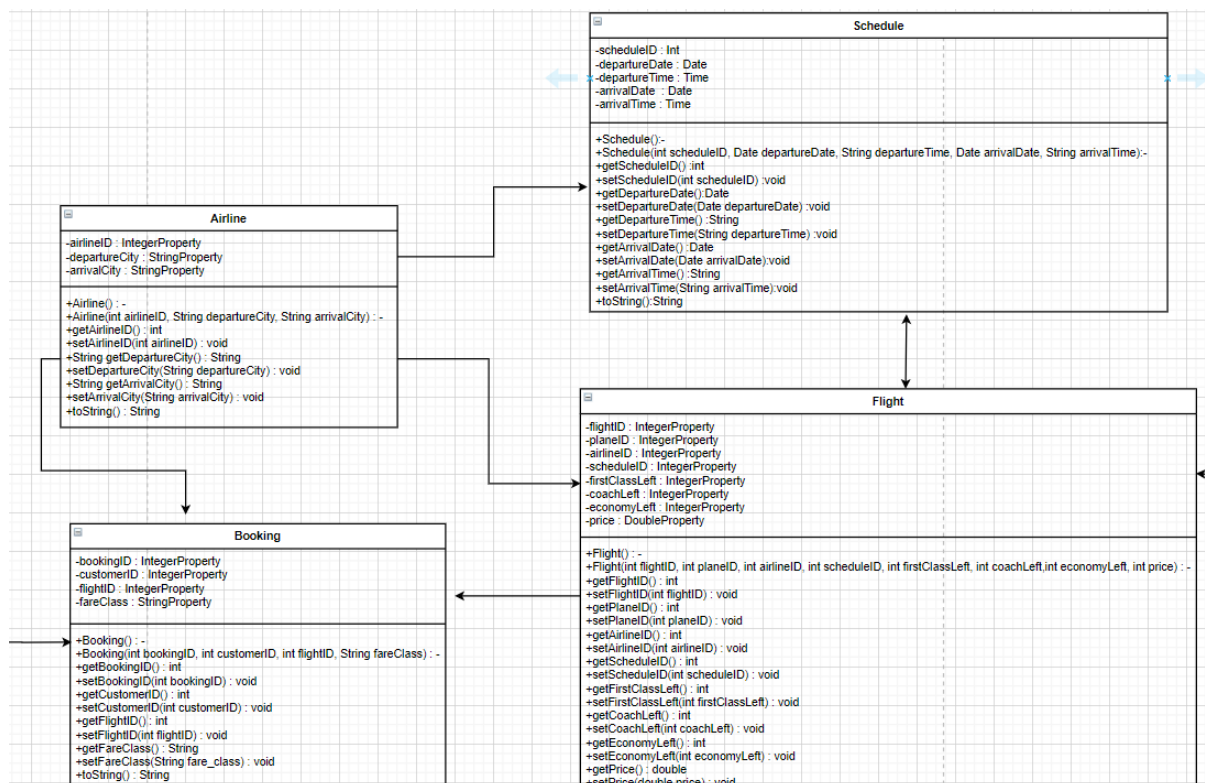 Schedule
-scheduleID : Int
-departureDate : Date
-departureTime : Time
-arrivalDate : Date
-arrivalTime : Time
+Schedule():-
+Schedule(int scheduleID, Date departureDate, String departureTime, Date arrivalDate, String arrivalTime):-
+getScheduleID() :int
+setScheduleID(int scheduleID) :void
+getDepartureDate():Date
+setDepartureDate(Date departureDate) :void
+getDepartureTime() :String
+setDepartureTime(String departureTime) :void
+getArrivalDate() :Date
+setArrivalDate(Date arrivalDate):void
+getArrivalTime() :String
+setArrivalTime(String arrivalTime):void
+toString():String
Airline
-airlineID : IntegerProperty
-departureCity : StringProperty
-arrivalCity : StringProperty
+Airline() : -
+Airline(int airlineID, String departureCity, String arrivalCity) : -
+getAirlineID() : int
+setAirlineID(int airlineID) : void
+String getDepartureCity() : String
+setDepartureCity(String departureCity) : void
+String getArrivalCity() : String
+setArrivalCity(String arrivalCity) : void
+toString() : String
Flight
-flightID : IntegerProperty
-planeID : IntegerProperty
-airlineID : IntegerProperty
-scheduleID : IntegerProperty
-firstClassLeft : IntegerProperty
-coachLeft : IntegerProperty
-economyLeft : IntegerProperty
-price : DoubleProperty
+Flight() : -
+Flight(int flightID, int planeID, int airlineID, int scheduleID, int firstClassLeft, int coachLeft,int economyLeft, int price) : -
+getFlightID() : int
+setFlightID(int flightID) : void
+getPlaneID() : int
+setPlaneID(int planeID) : void
+getAirlineID() : int
+setAirlineID(int airlineID) : void
+getScheduleID() : int
+setScheduleID(int scheduleID) : void
+getFirstClassLeft() : int
+setFirstClassLeft(int firstClassLeft) : void
+getCoachLeft() : int
+setCoachLeft(int coachLeft) : void
+getEconomyLeft() : int
+setEconomyLeft(int economyLeft) : void
+getPrice() : double
+setPrice(double price) : void
Booking
-bookingID : IntegerProperty
-customerID : IntegerProperty
-flightID : IntegerProperty
-fareClass : StringProperty
+Booking() : -
+Booking(int bookingID, int customerID, int flightID, String fareClass) : -
+getBookingID() : int
+setBookingID(int bookingID) : void
+getCustomerID() : int
+setCustomerID(int customerID) : void
+getFlightID() : int
+setFlightID(int flightID) : void
+getFareClass() : String
+setFareClass(String fare_class) : void
+toString() : String